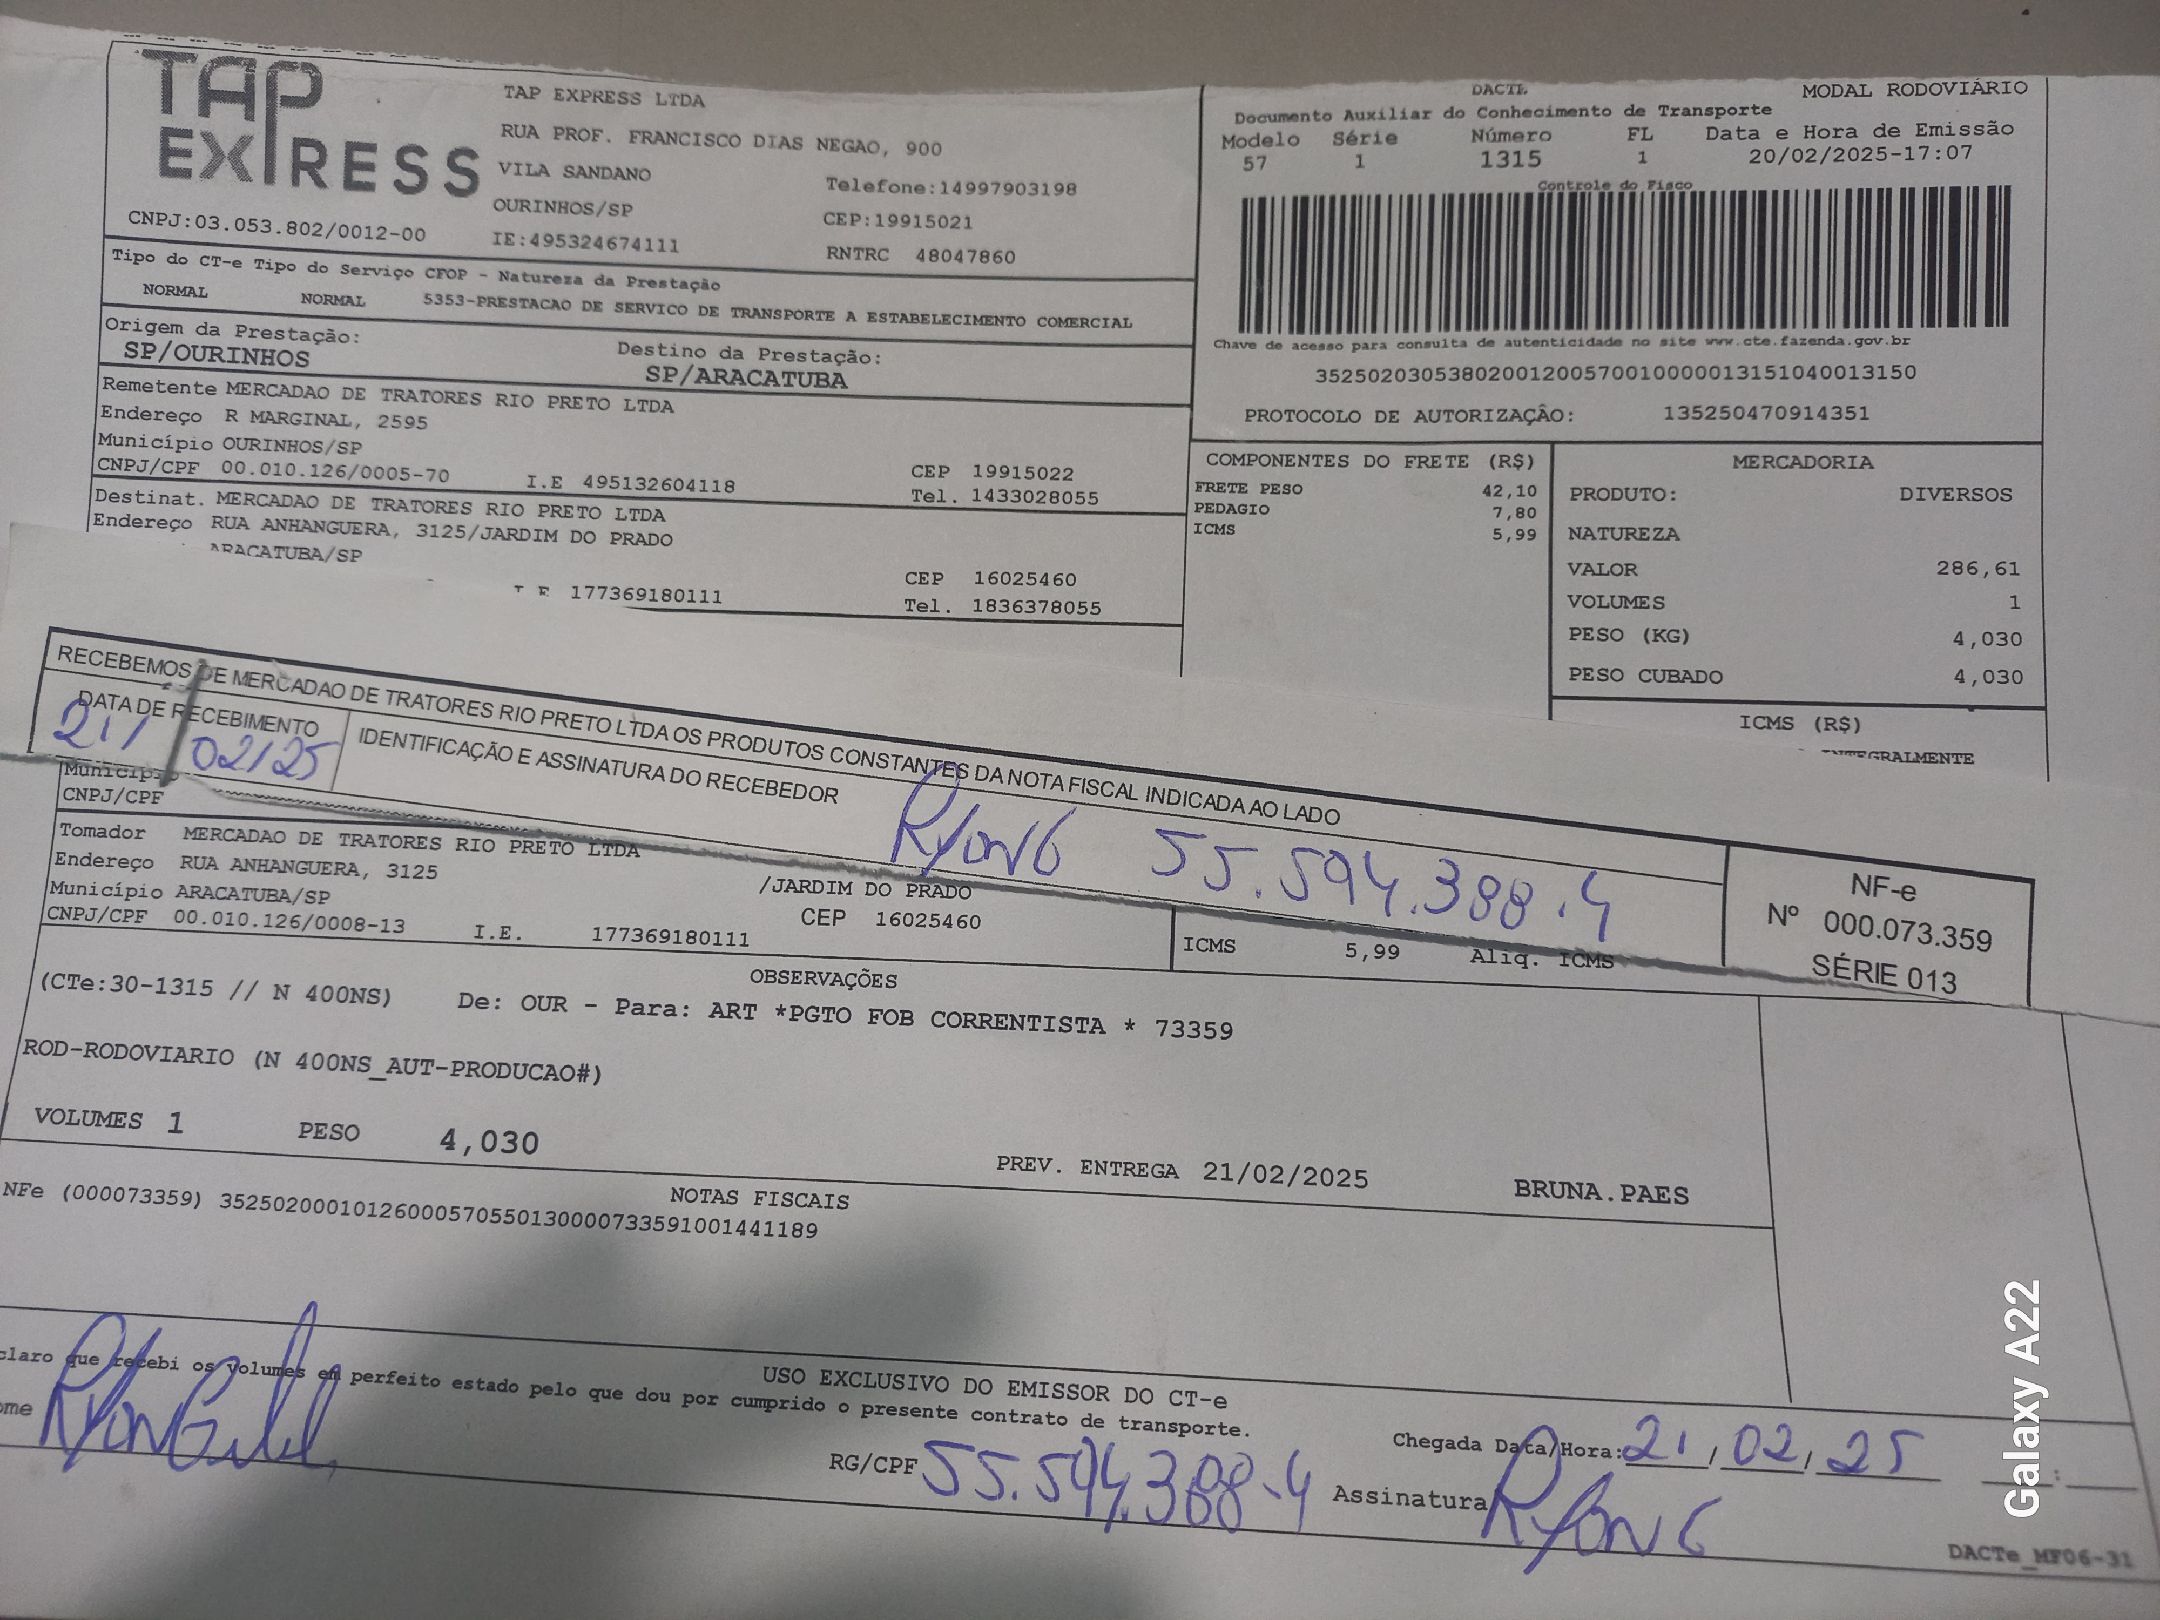 TAP EXPRESS
TAP EXPRESS LTDA
RUA PROF. FRANCISCO DIAS NEGAO, 900
VILA SANDANO
Telefone:14997903198
OURINHOS/SP
CEP:19915021
CNPJ:03.053.802/0012-00
IE:495324674111
RNTRC 48047860
DACTE
MODAL RODOVIÁRIO
Documento Auxiliar do Conhecimento de Transporte
Modelo Série Número FL Data e Hora de Emissão
57 1 1315 1 20/02/2025-17:07
Controle do Fisco
Chave de acesso para consulta de autenticidade no site www.cte.fazenda.gov.br
35250203053802001200570010000013151040013150
PROTOCOLO DE AUTORIZAÇÃO: 135250470914351
Tipo do CT-e Tipo do Serviço CFOP - Natureza da Prestação
NORMAL NORMAL 5353-PRESTACAO DE SERVICO DE TRANSPORTE A ESTABELECIMENTO COMERCIAL
Origem da Prestação:
SP/OURINHOS
Destino da Prestação:
SP/ARACATUBA
Remetente MERCADAO DE TRATORES RIO PRETO LTDA
Endereço R MARGINAL, 2595
Município OURINHOS/SP
CNPJ/CPF 00.010.126/0005-70 I.E 495132604118
CEP 19915022
Tel. 1433028055
Destinat. MERCADAO DE TRATORES RIO PRETO LTDA
Endereço RUA ANHANGUERA, 3125/JARDIM DO PRADO
ARACATUBA/SP
CEP 16025460
177369180111
Tel. 1836378055
COMPONENTES DO FRETE (R$)
FRETE PESO 42,10
PEDAGIO 7,80
ICMS 5,99
MERCADORIA
PRODUTO: DIVERSOS
NATUREZA
VALOR 286,61
VOLUMES 1
PESO (KG) 4,030
PESO CUBADO 4,030
ICMS (R$)
INTEGRALMENTE
RECEBEMOS DE MERCADAO DE TRATORES RIO PRETO LTDA OS PRODUTOS CONSTANTES DA NOTA FISCAL INDICADA AO LADO
DATA DE RECEBIMENTO
21/02/25
IDENTIFICAÇÃO E ASSINATURA DO RECEBEDOR
Ryan G 55.594.388-4
NF-e
Nº 000.073.359
SÉRIE 013
Município
CNPJ/CPF
Tomador MERCADAO DE TRATORES RIO PRETO LTDA
Endereço RUA ANHANGUERA, 3125 /JARDIM DO PRADO
Município ARACATUBA/SP CEP 16025460
CNPJ/CPF 00.010.126/0008-13 I.E. 177369180111
ICMS 5,99 Aliq. ICMS
OBSERVAÇÕES
(CTe:30-1315 // N 400NS) De: OUR - Para: ART *PGTO FOB CORRENTISTA * 73359
ROD-RODOVIARIO (N 400NS_AUT-PRODUCAO#)
VOLUMES 1 PESO 4,030
PREV. ENTREGA 21/02/2025 BRUNA.PAES
NOTAS FISCAIS
NFe (000073359) 35250200010126000570550130000733591001441189
USO EXCLUSIVO DO EMISSOR DO CT-e
claro que recebi os volumes em perfeito estado pelo que dou por cumprido o presente contrato de transporte.
ome
RG/CPF 55.594.388-4
Chegada Data/Hora: 21/02/25 :
Assinatura Ryan G
DACTe_MF06-31
Galaxy A22